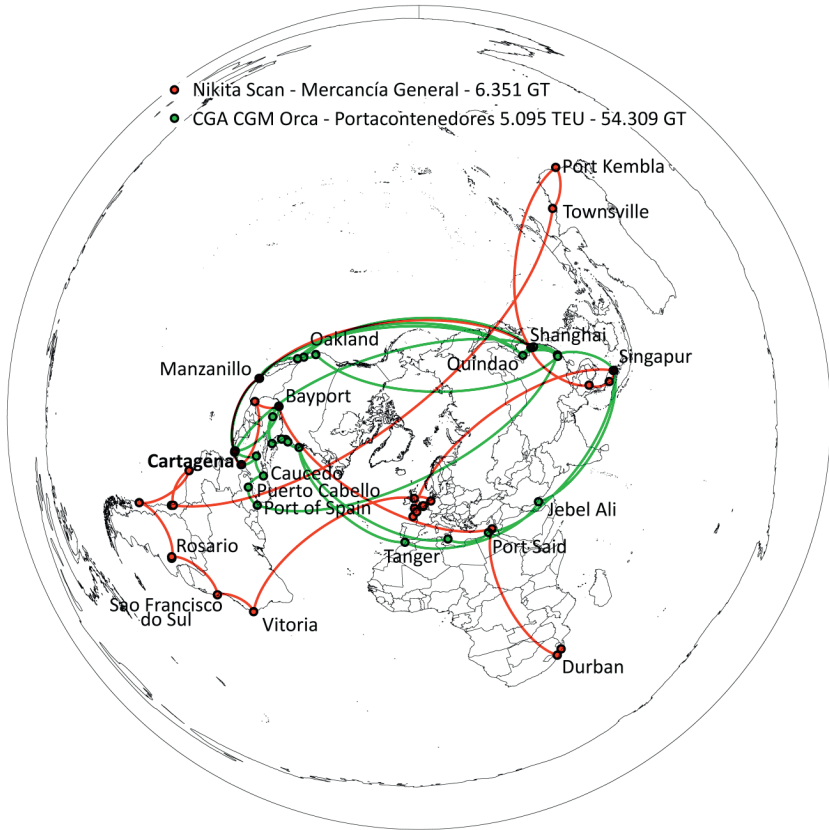 Nikita Scan - Mercancía General - 6.351 GT
CGA CGM Orca - Portacontenedores 5.095 TEU - 54.309 GT
Port Kembla
Townsville
Oakland
Shanghai
Manzanillo
Quindao
Singapur
Bayport
Cartagena
Caucedo
Puerto Cabello
Port of Spain
Jebel Ali
Rosario
Tanger
Port Said
Sao Francisco
do Sul
Vitoria
Durban